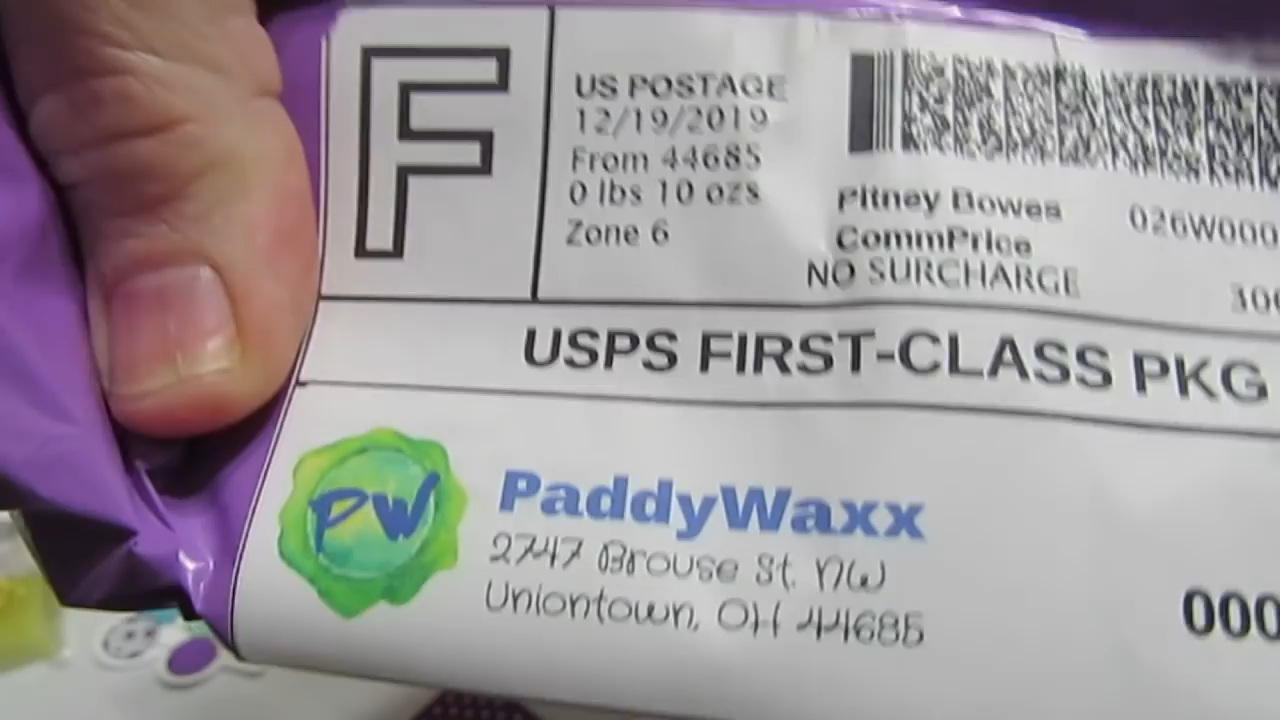 F
US POSTAGE
12/19/2019
From 44685
0 lbs 10 ozs
Zone 6
Pitney Bowes
CommPrice
NO SURCHARGE
026W000
306
USPS FIRST-CLASS PKG
PW
PaddyWaxx
2747 Brouse St. NW
Uniontown, OH 44685
000